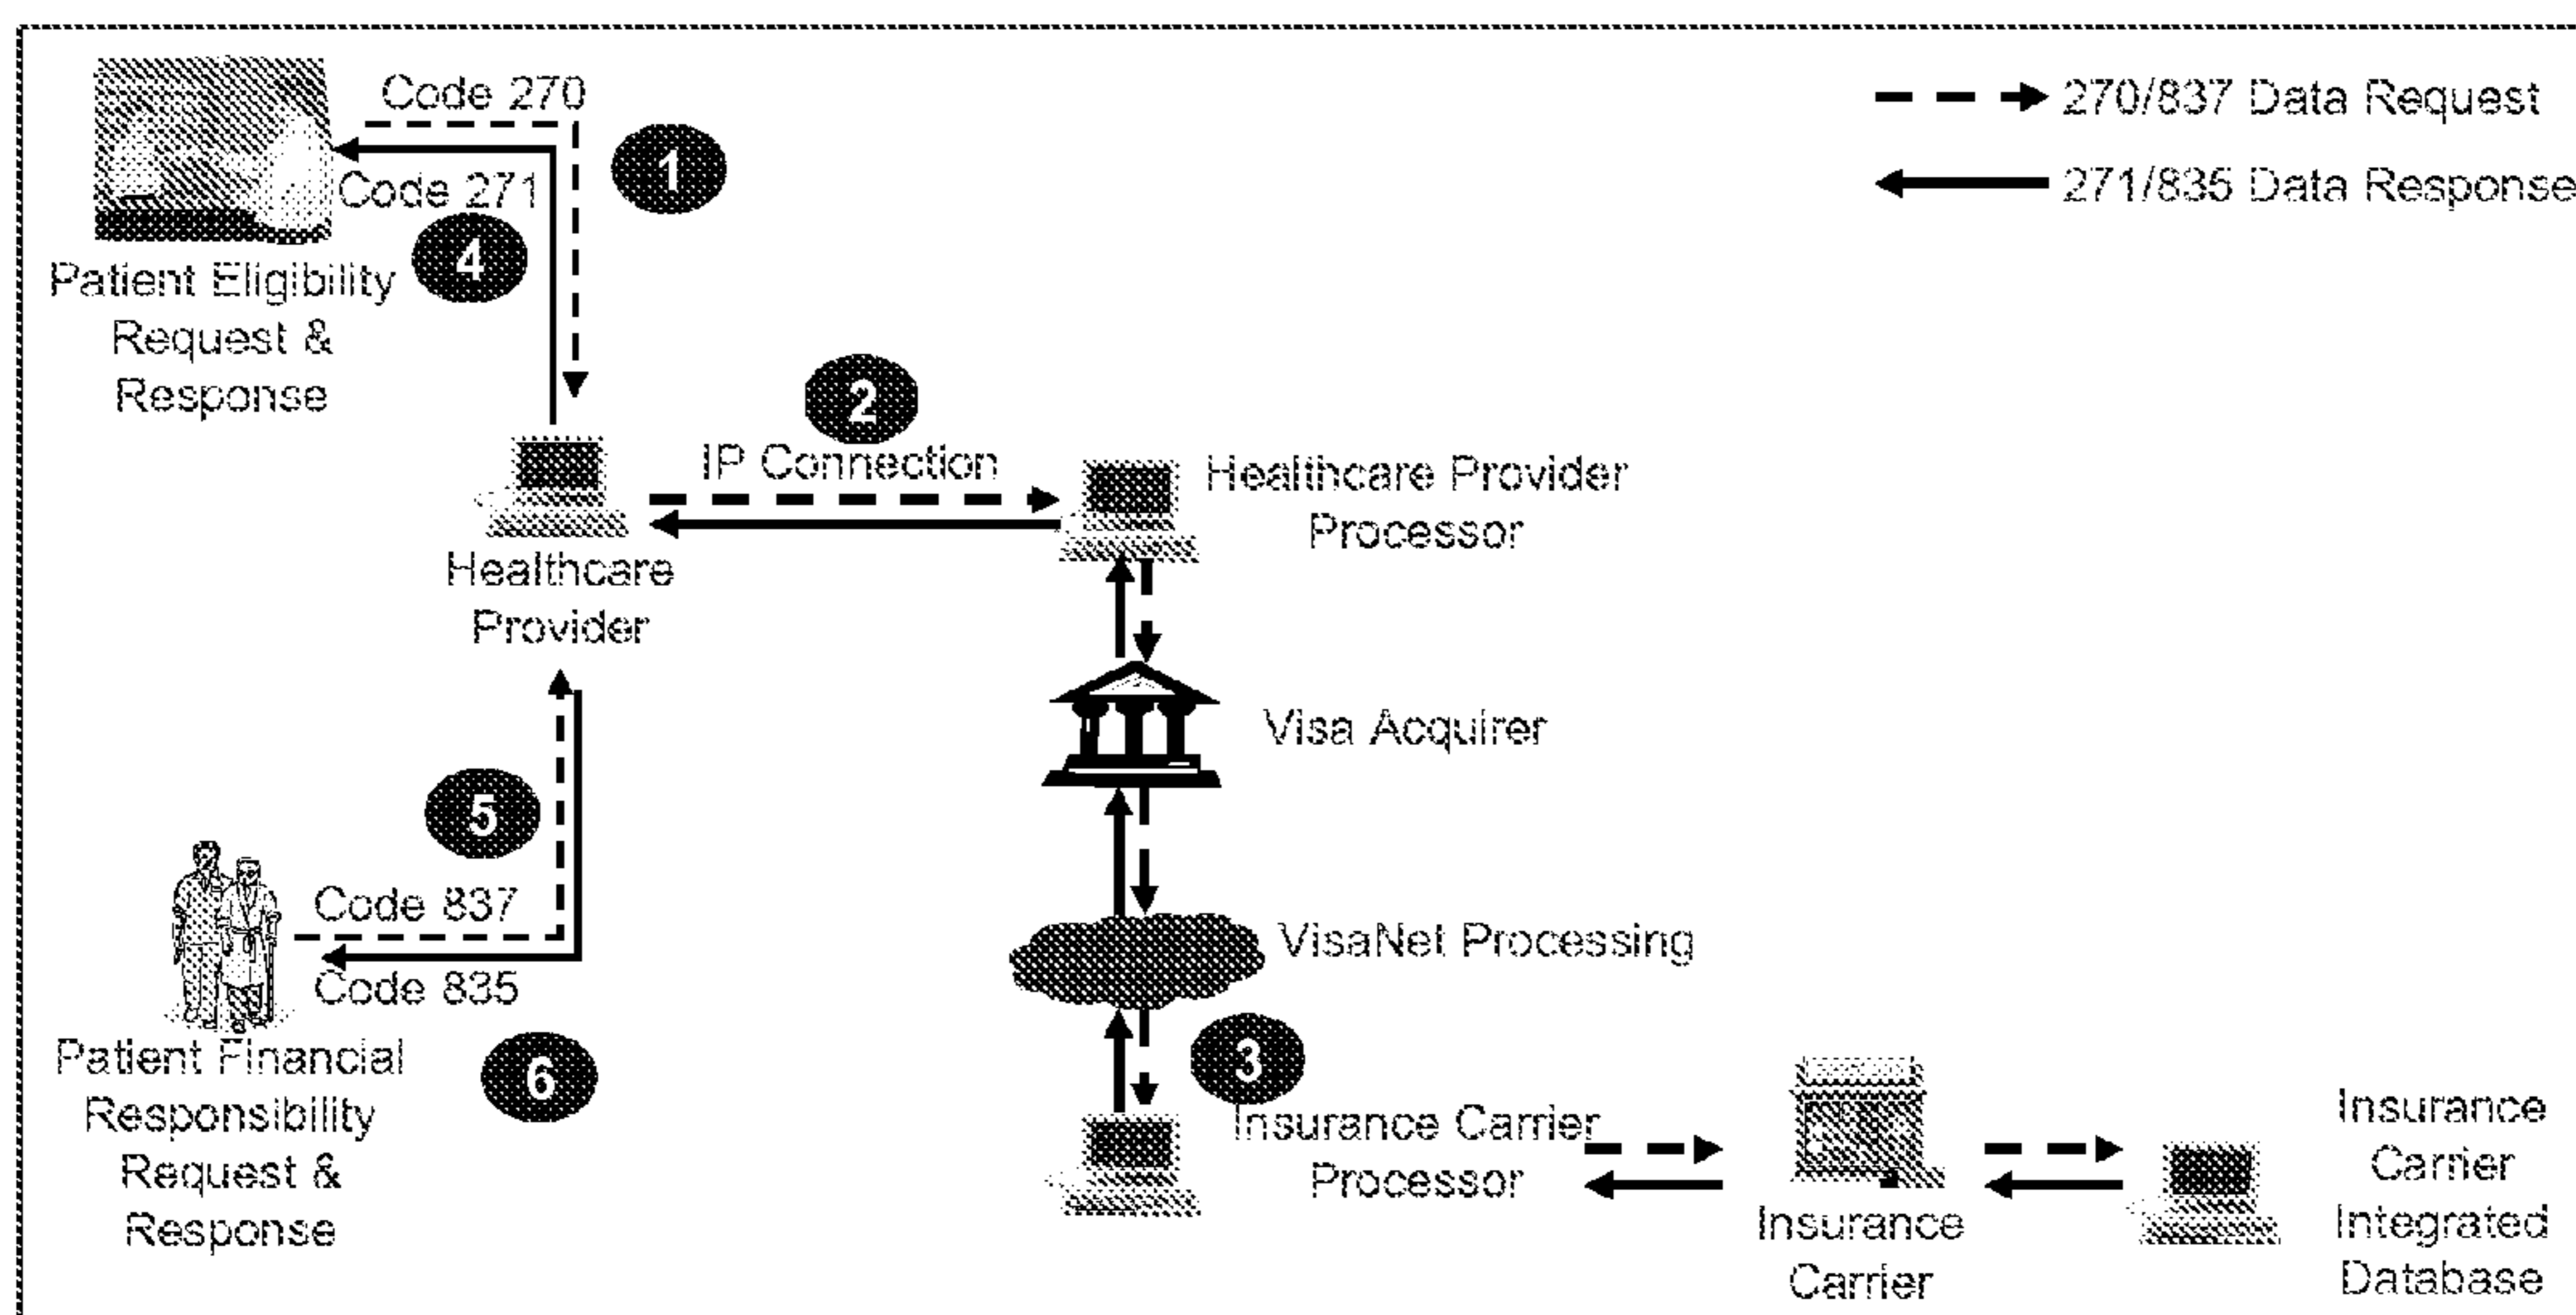 Code 270
1
Code 271
4
Patient Eligibility
Request &
Response
270/837 Data Request
271/835 Data Response
2
IP Connection
Healthcare
Provider
Healthcare Provider
Processor
Visa Acquirer
VisaNet Processing
5
Code 837
Code 835
6
Patient Financial
Responsibility
Request &
Response
3
Insurance Carrier
Processor
Insurance
Carrier
Insurance
Carrier
Integrated
Database